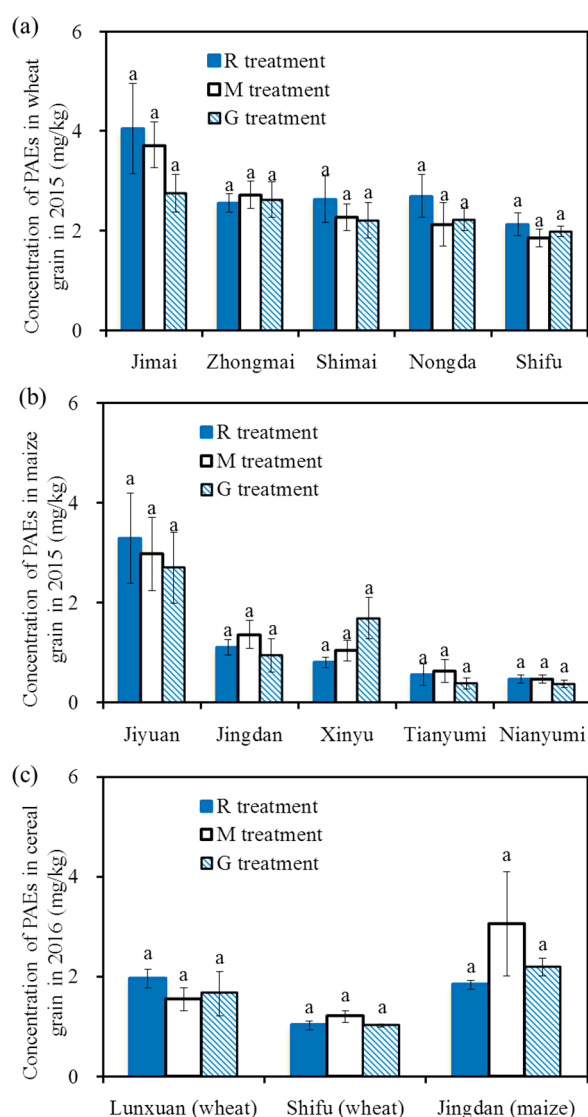 (a)
Concentration of PAEs in wheat
grain in 2015 (mg/kg)
6
4
2
0
R treatment
M treatment
G treatment
a a a a a a a a a a a a a a a
Jimai Zhongmai Shimai Nongda Shifu
(b)
Concentration of PAEs in maize
grain in 2015 (mg/kg)
6
4
2
0
R treatment
M treatment
G treatment
a a a a a a a a a a a a a a a
Jiyuan Jingdan Xinyu Tianyumi Nianyumi
(c)
Concentration of PAEs in cereal
grain in 2016 (mg/kg)
6
4
2
0
R treatment
M treatment
G treatment
a a a a a a a a a
Lunxuan (wheat) Shifu (wheat) Jingdan (maize)